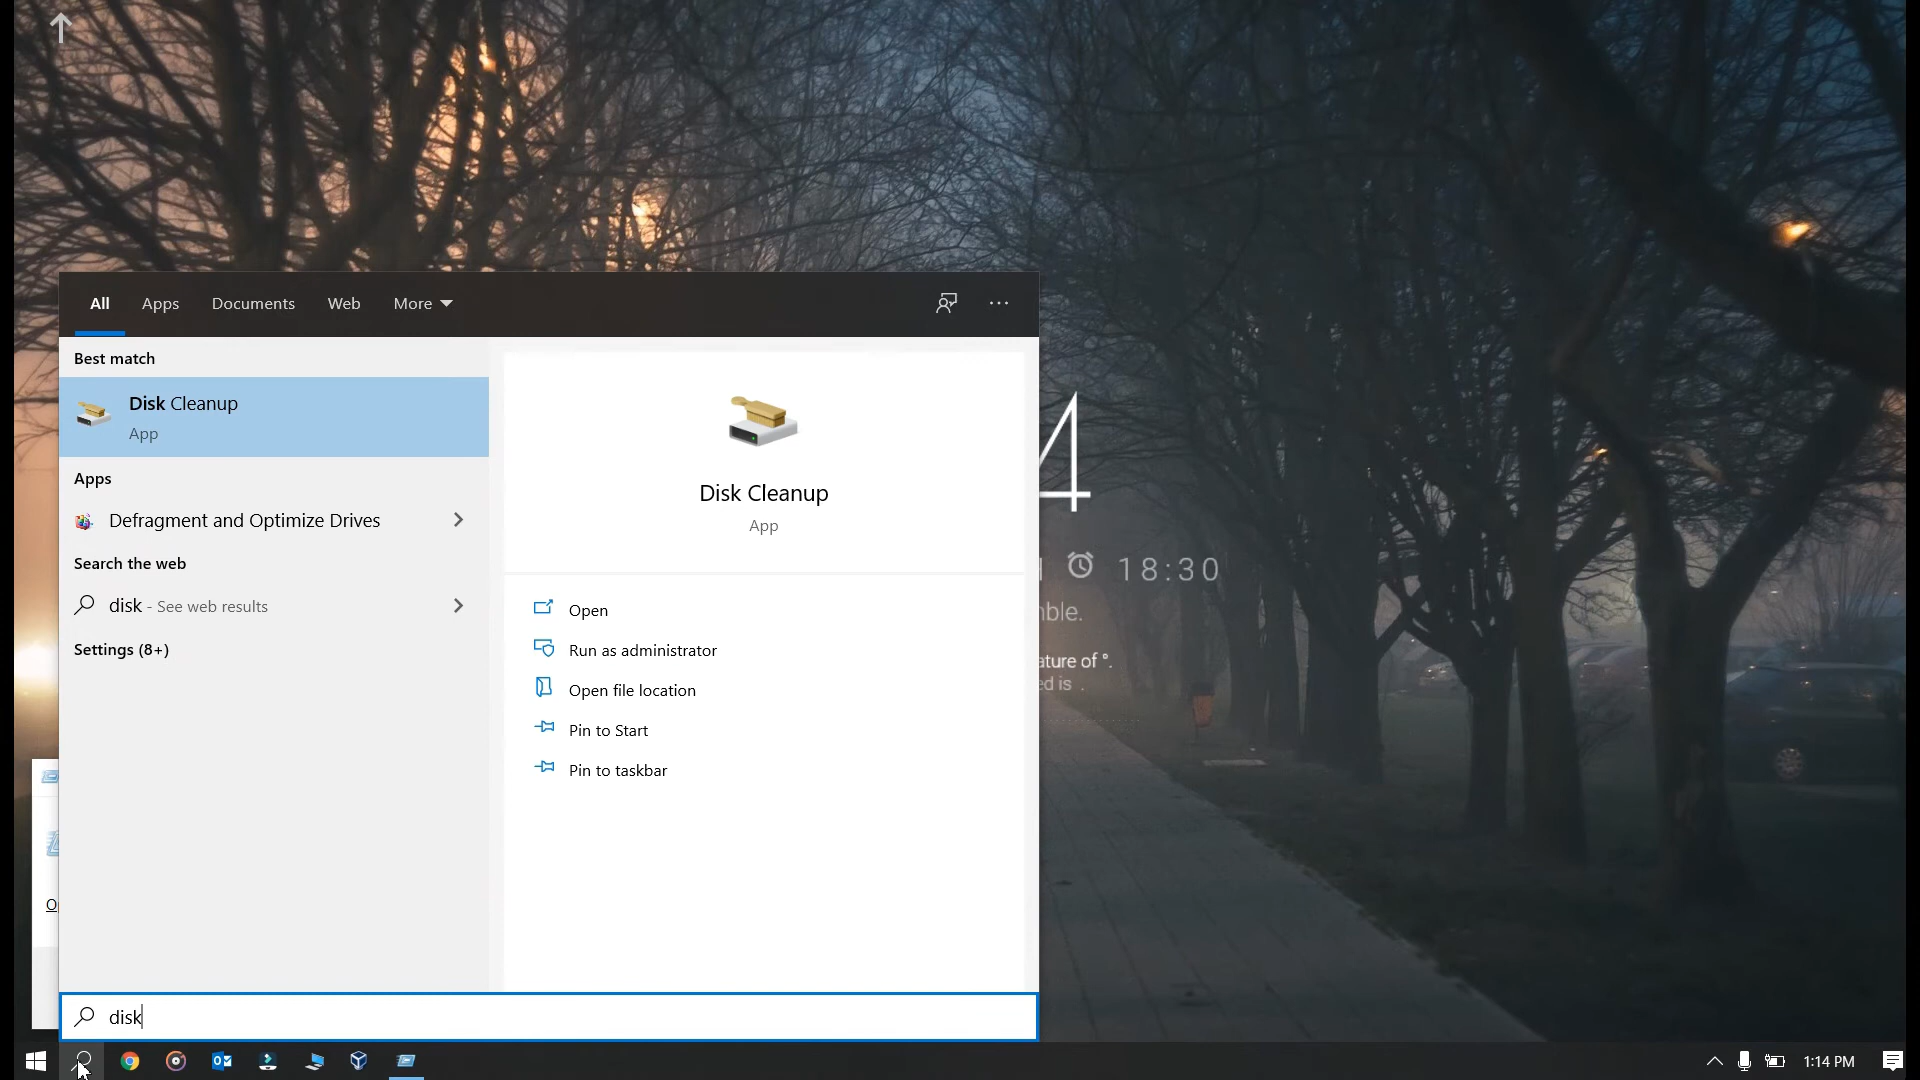 All Apps Documents Web More
Best match
Disk Cleanup
App
Apps
Defragment and Optimize Drives
Search the web
disk - See web results
Settings (8+)
Disk Cleanup
App
Open
Run as administrator
Open file location
Pin to Start
Pin to taskbar
4
18:30
nble.
ature of °.
ed is .
disk
1:14 PM